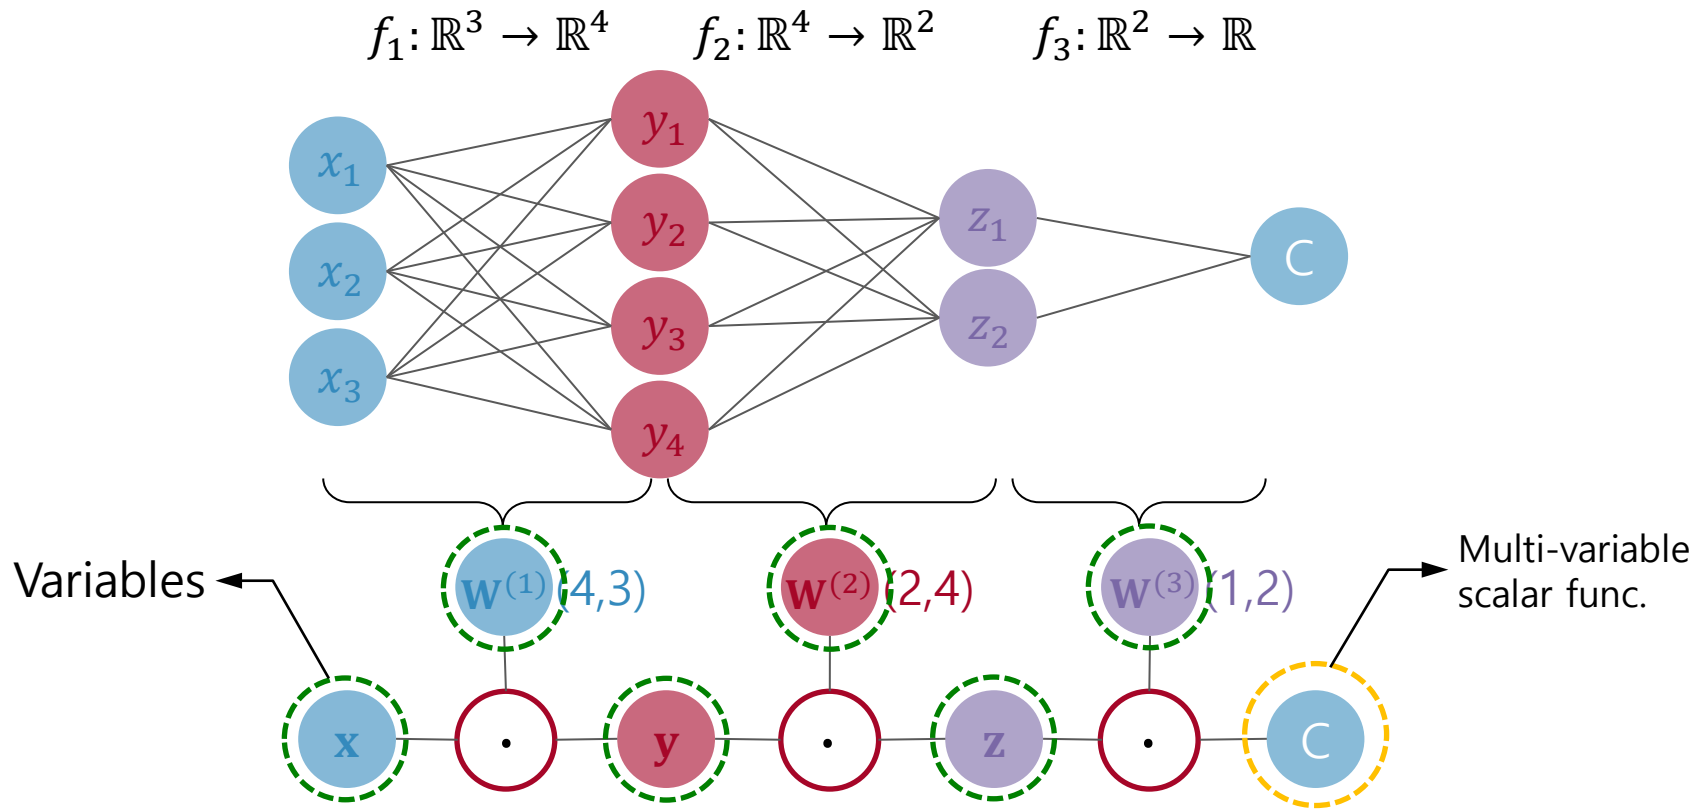 f₁: ℝ³ → ℝ⁴
f₂: ℝ⁴ → ℝ²
f₃: ℝ² → ℝ
x₁
x₂
x₃
y₁
y₂
y₃
y₄
z₁
z₂
C
W⁽¹⁾ (4,3)
W⁽²⁾ (2,4)
W⁽³⁾ (1,2)
Variables
Multi-variable
scalar func.
x
·
y
·
z
·
C